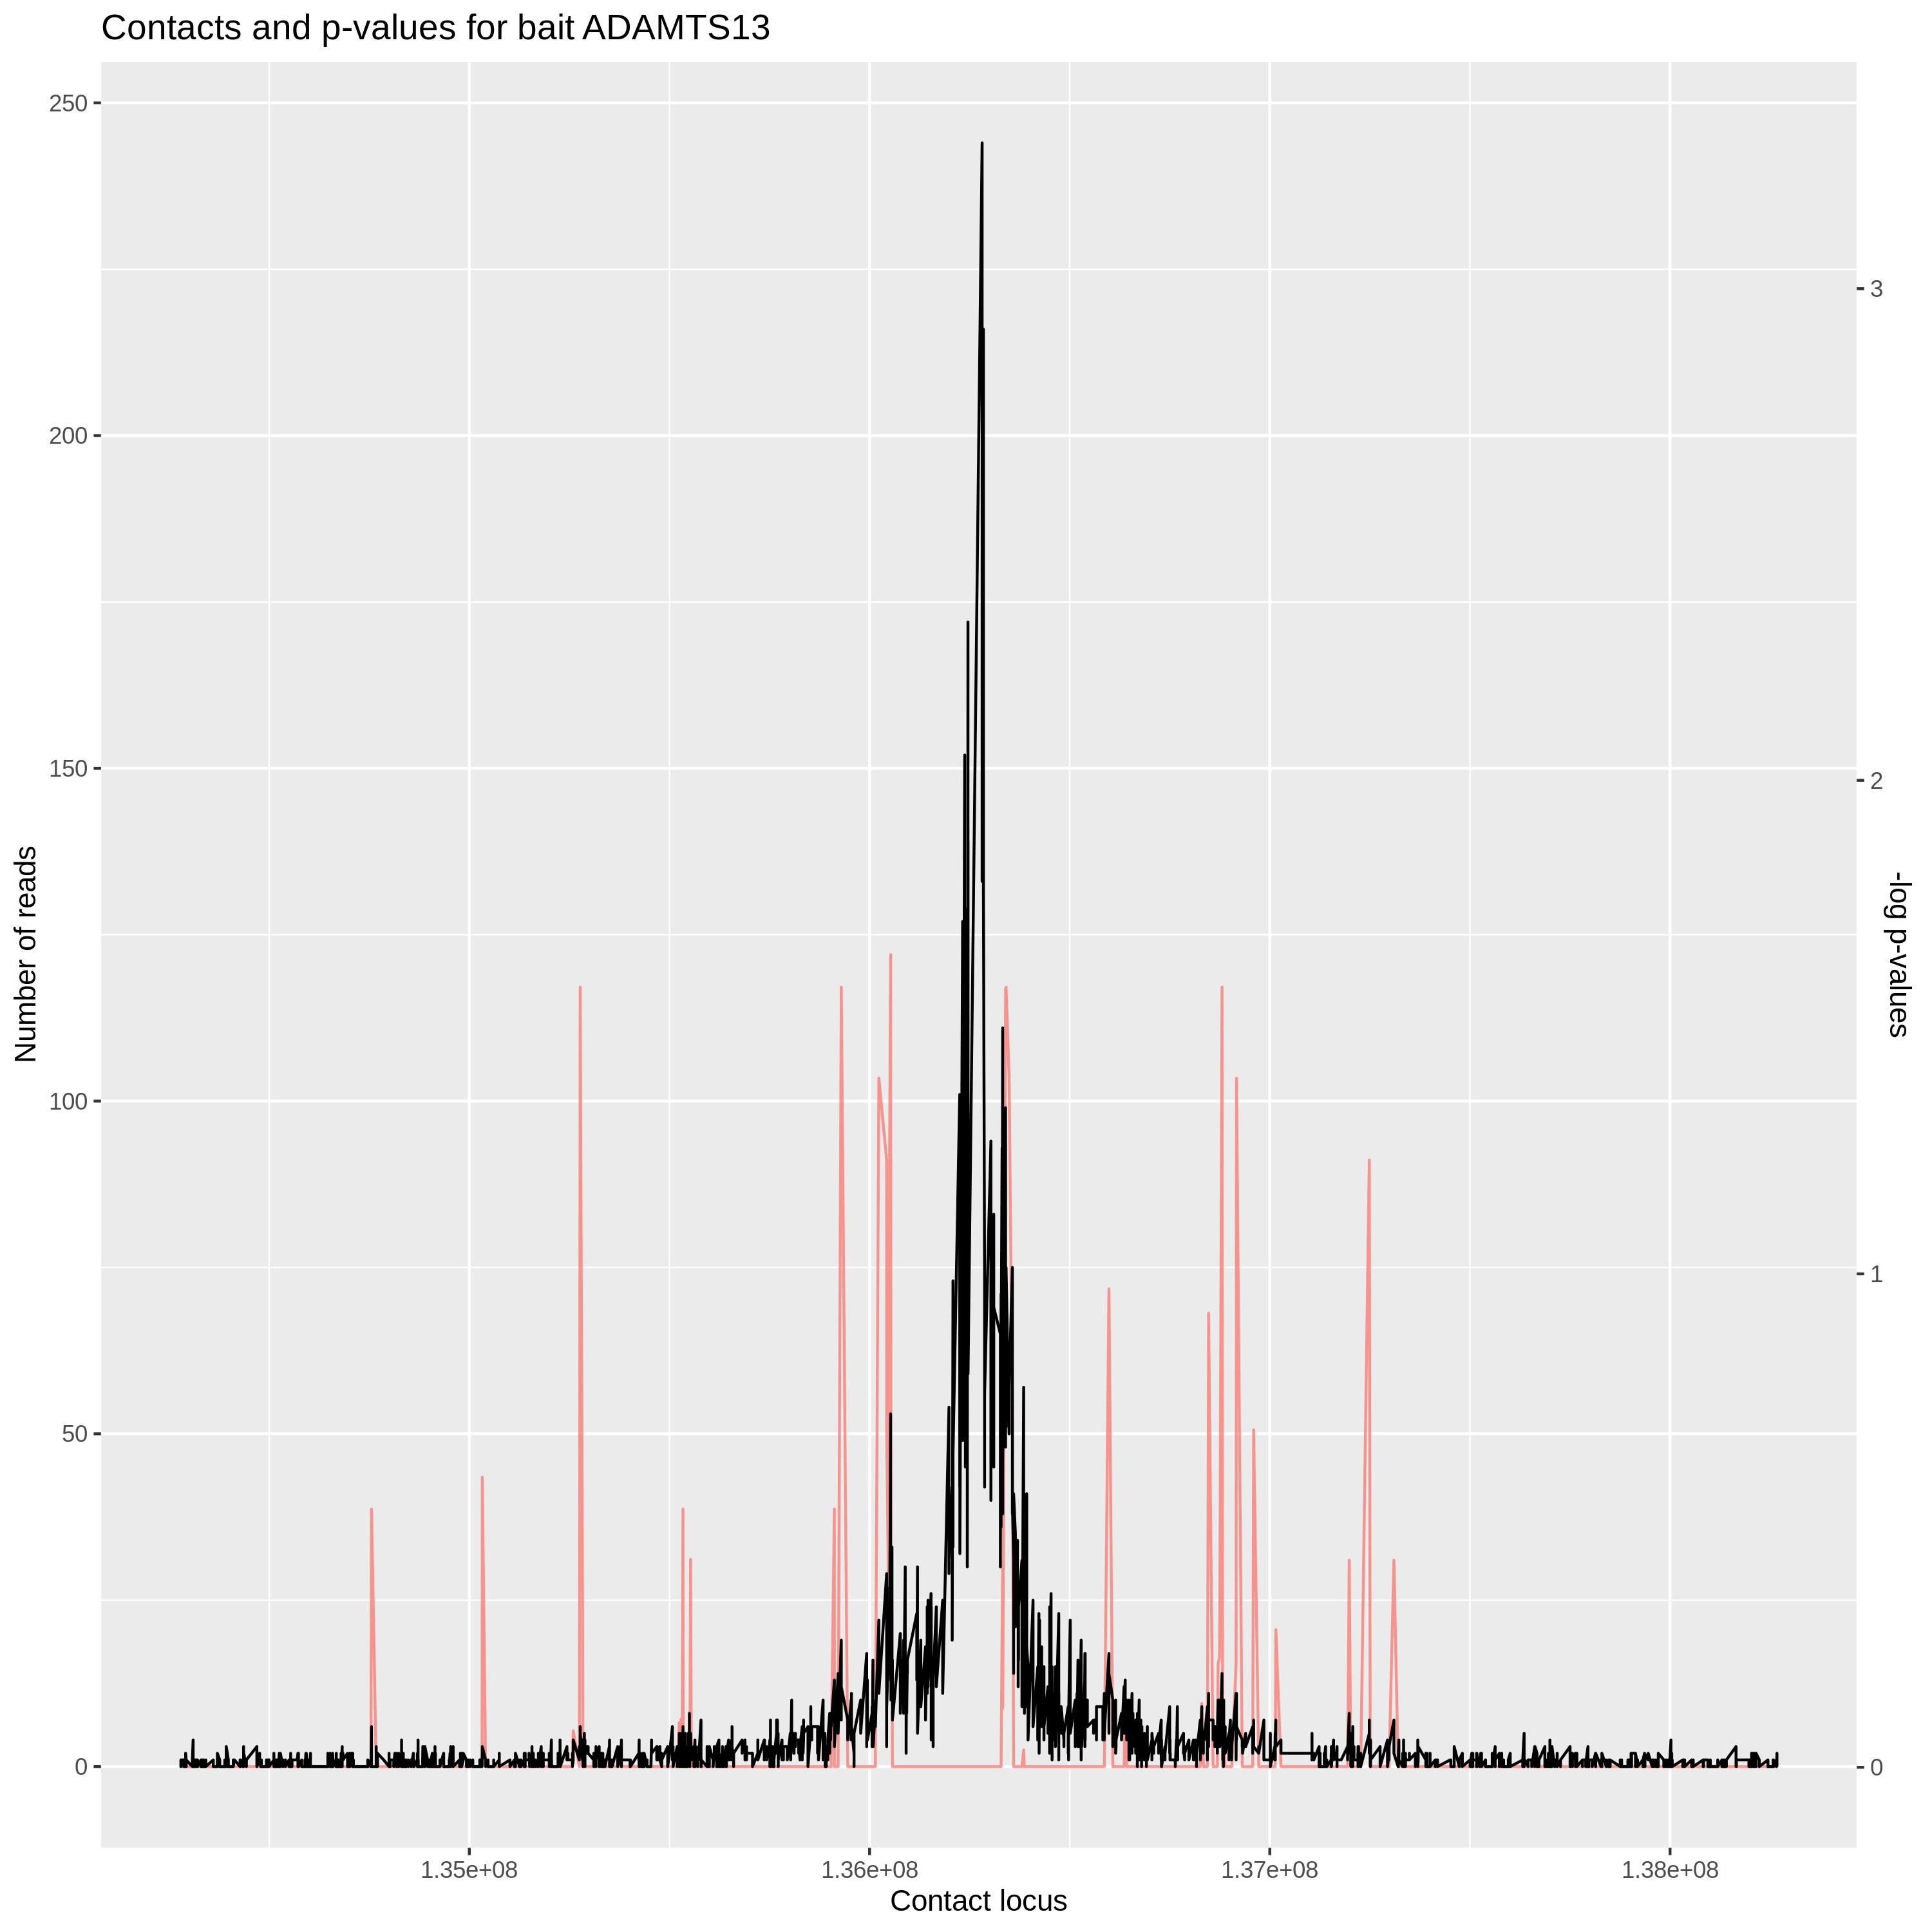 Contacts and p-values for bait ADAMTS13
250
200
150
100
50
0
Number of reads
3
2
1
0
-log p-values
1.35e+08
1.36e+08
1.37e+08
1.38e+08
Contact locus